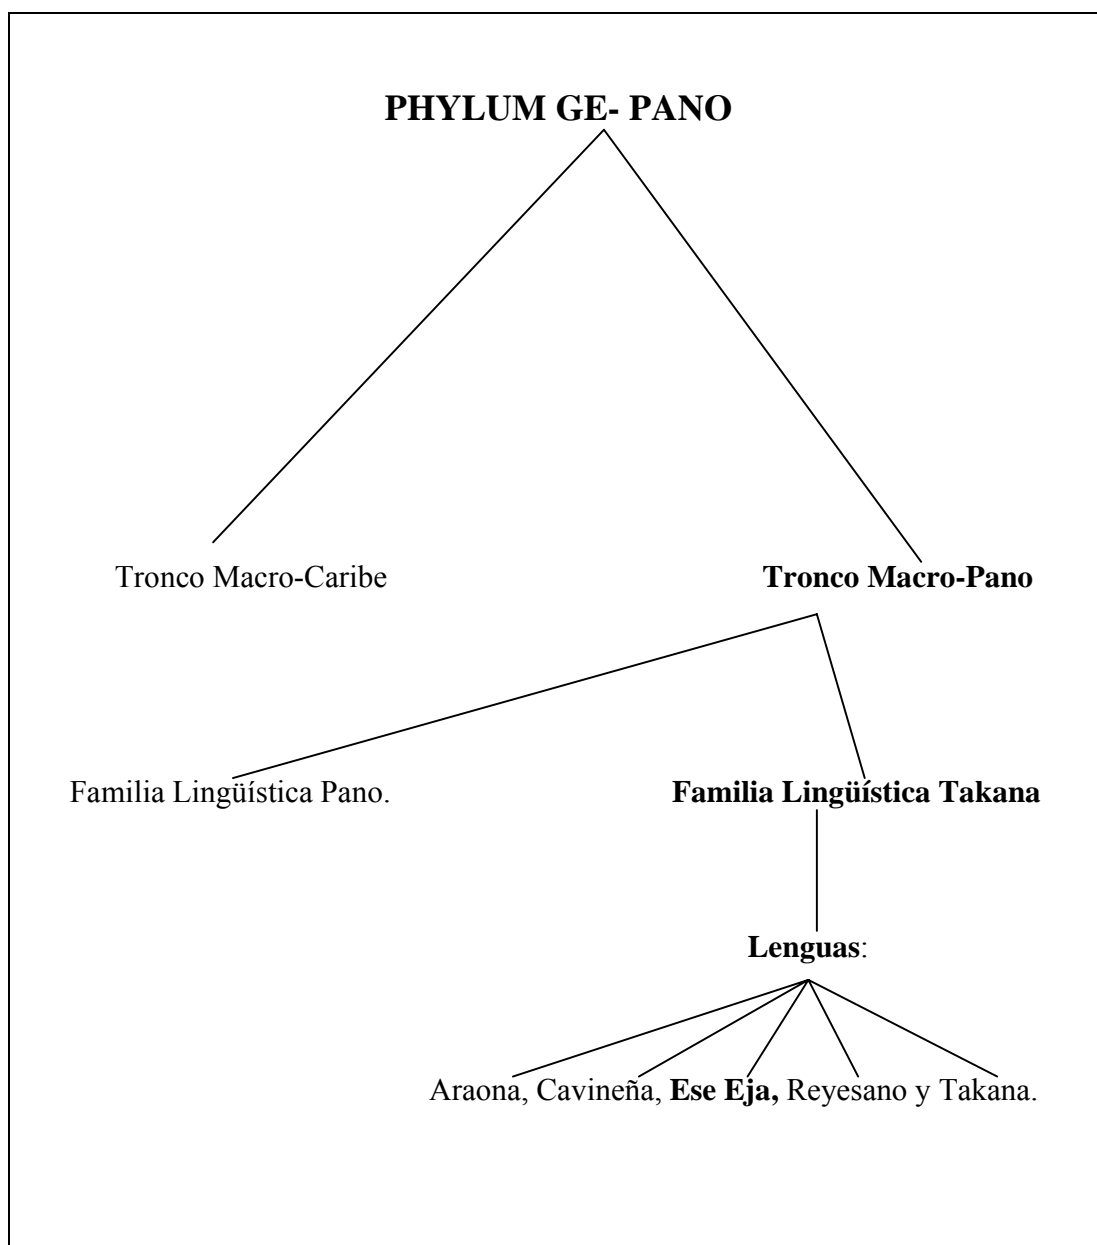 PHYLUM GE- PANO
Tronco Macro-Caribe
Tronco Macro-Pano
Familia Lingüística Pano.
Familia Lingüística Takana
Lenguas:
Araona, Cavineña, Ese Eja, Reyesano y Takana.